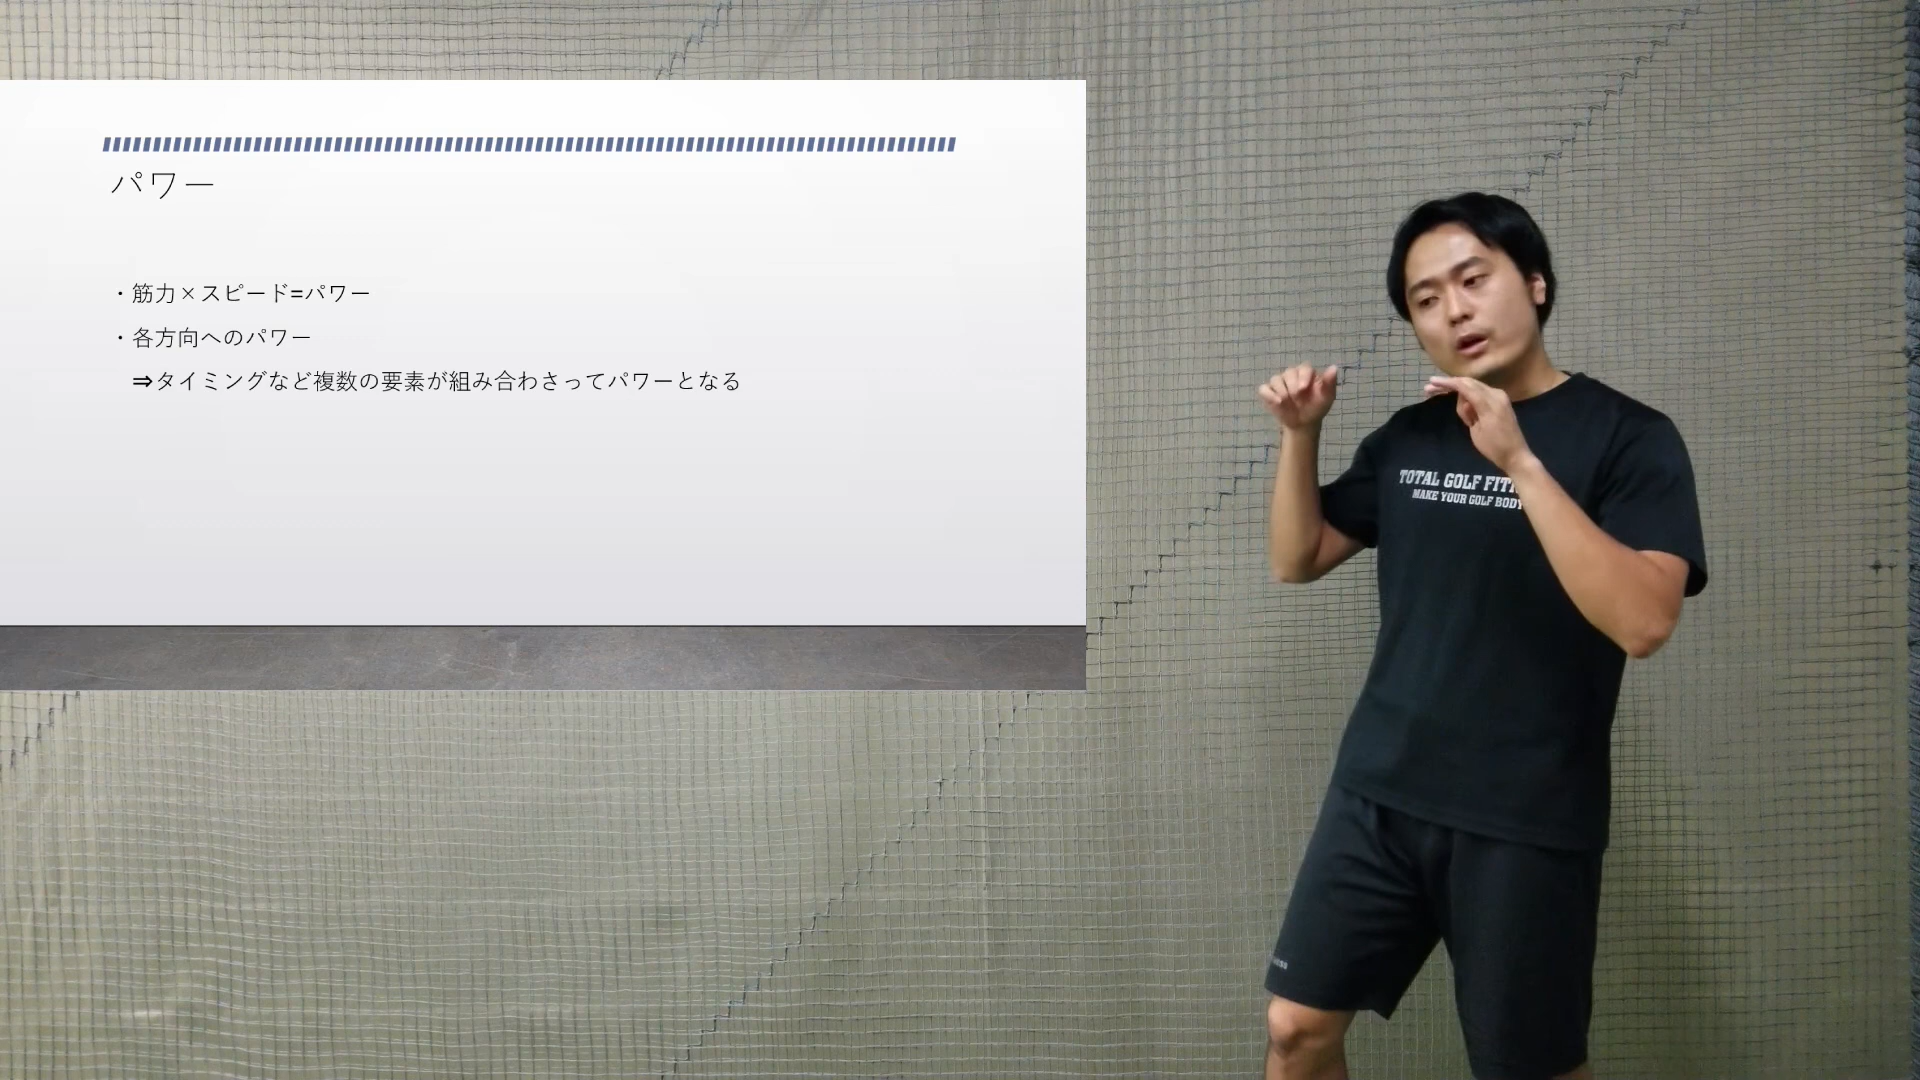 パワー
・筋力×スピード=パワー
・各方向へのパワー
⇒タイミングなど複数の要素が組み合わさってパワーとなる
TOTAL GOLF
MAKE YOUR GOLF BODY